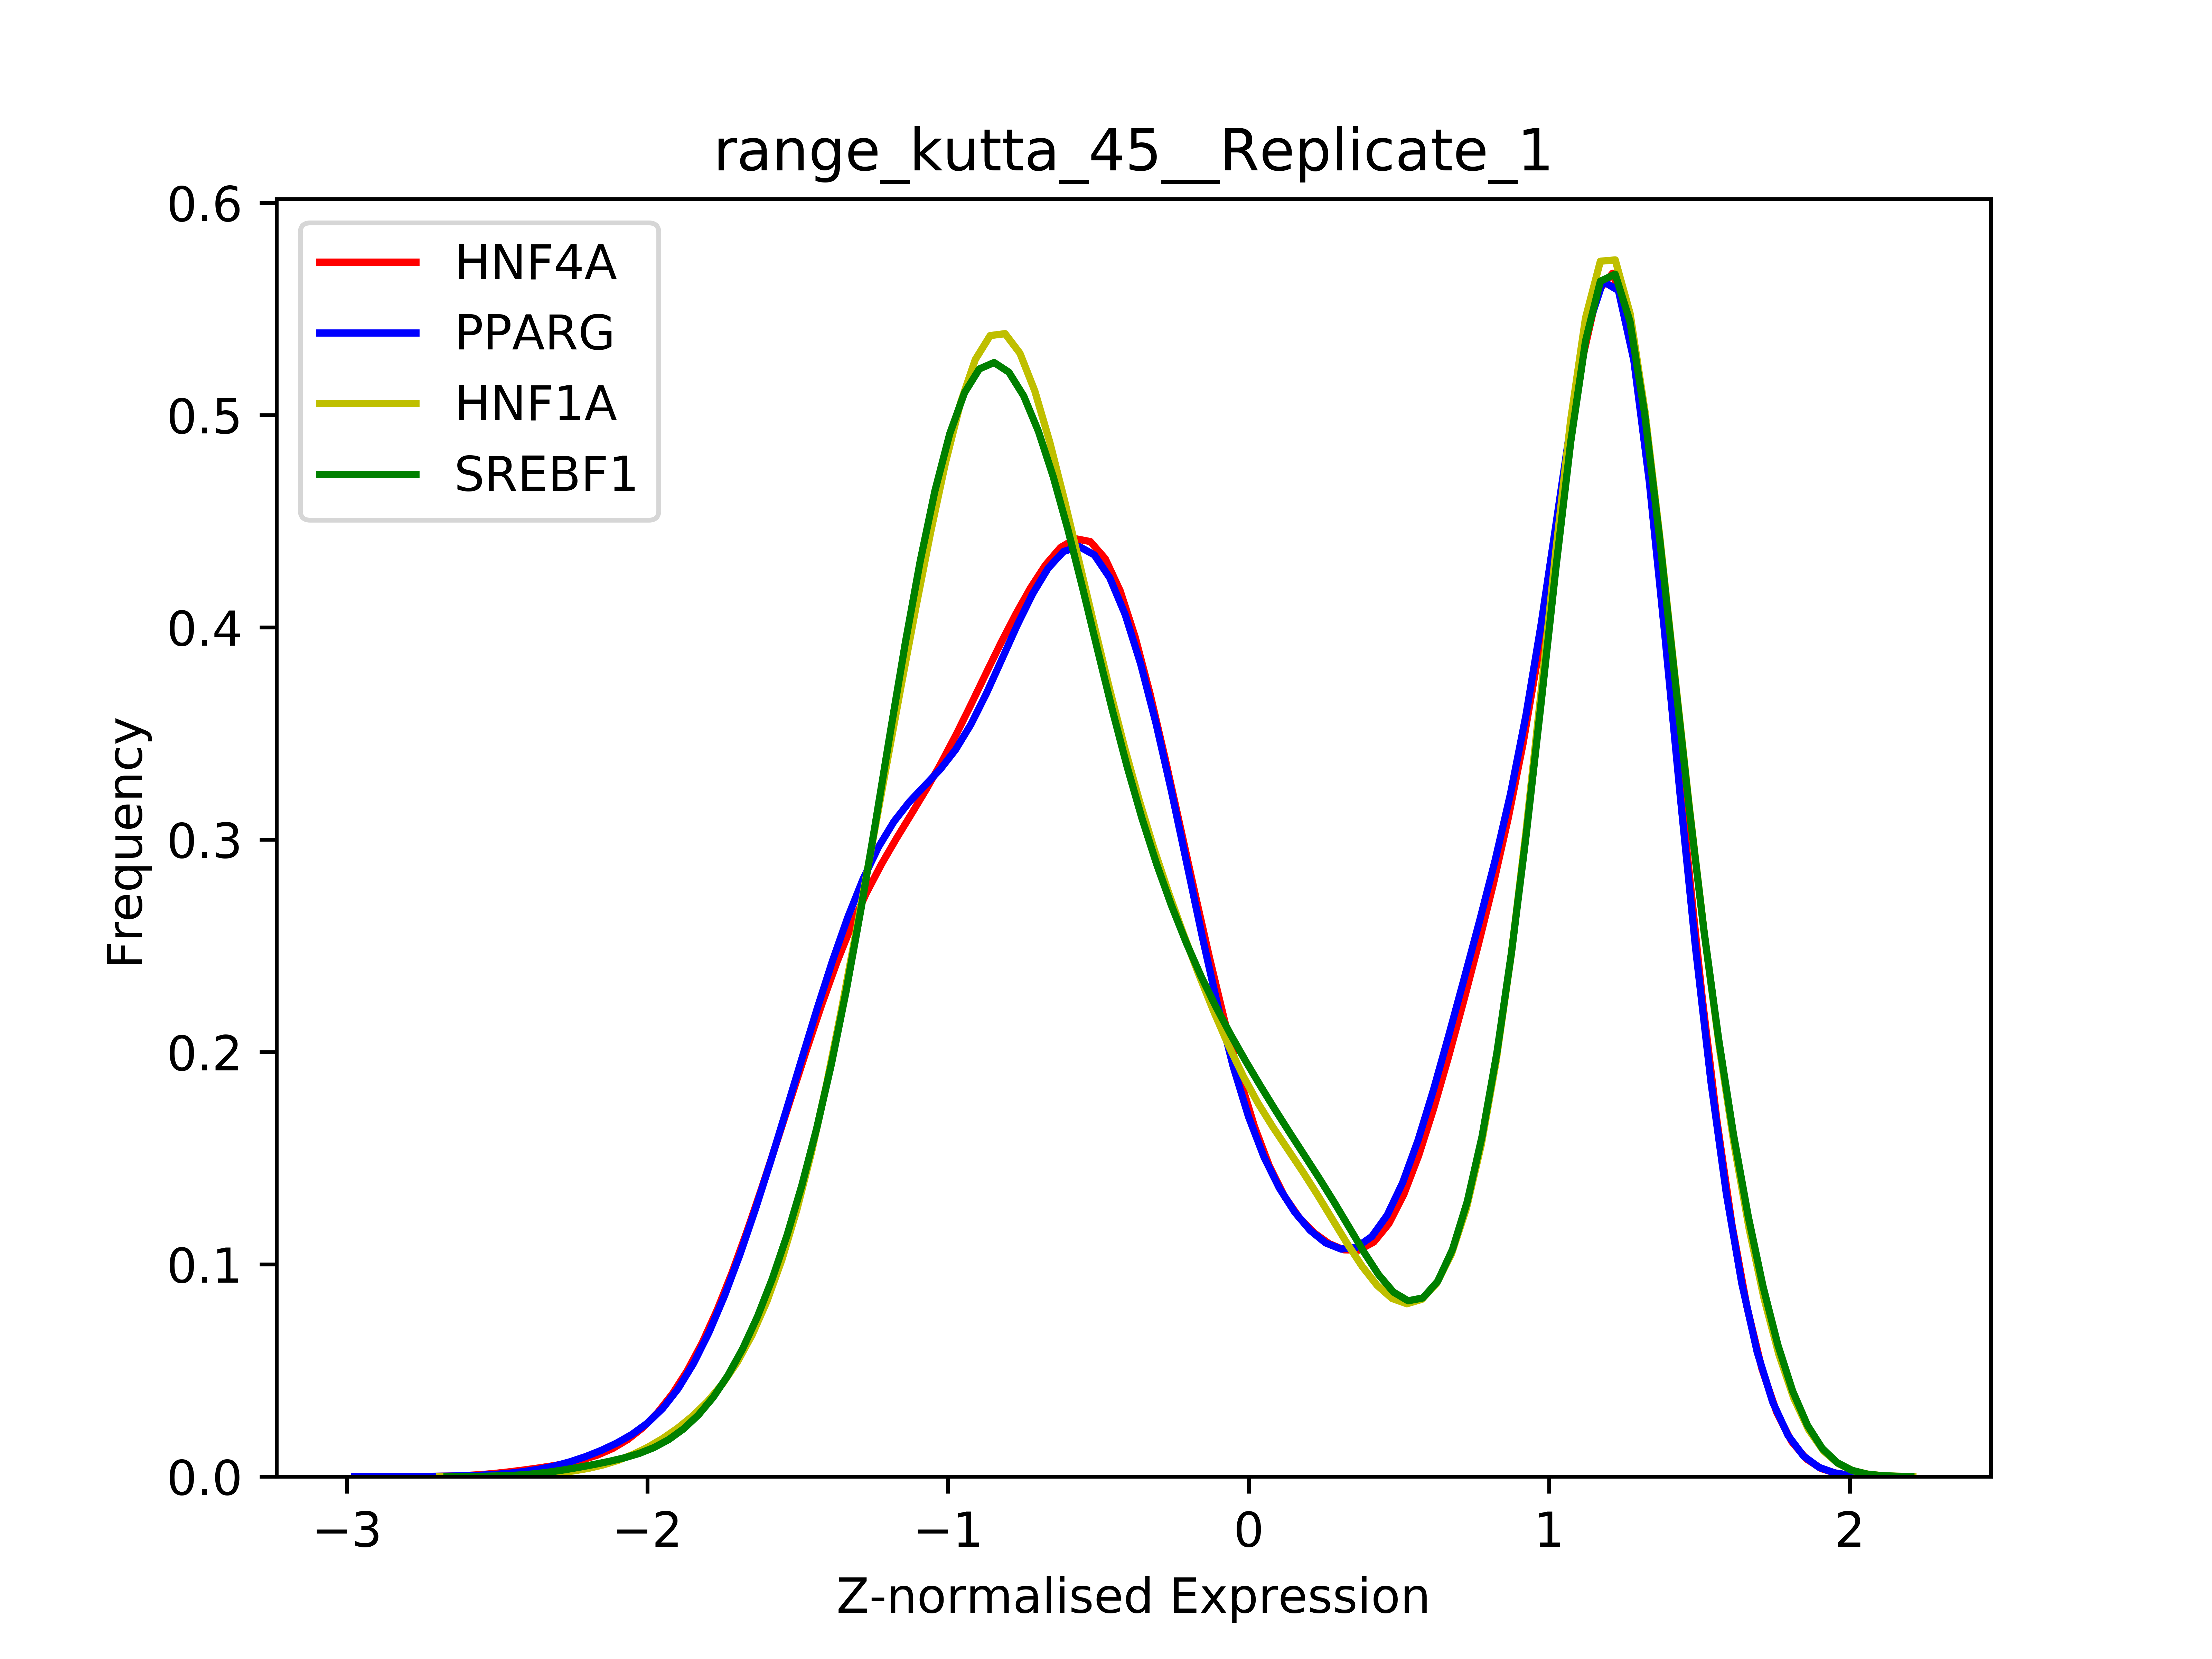 range_kutta_45__Replicate_1
0.6
0.5
0.4
0.3
0.2
0.1
0.0
Frequency
HNF4A
PPARG
HNF1A
SREBF1
−3 −2 −1 0 1 2
Z-normalised Expression